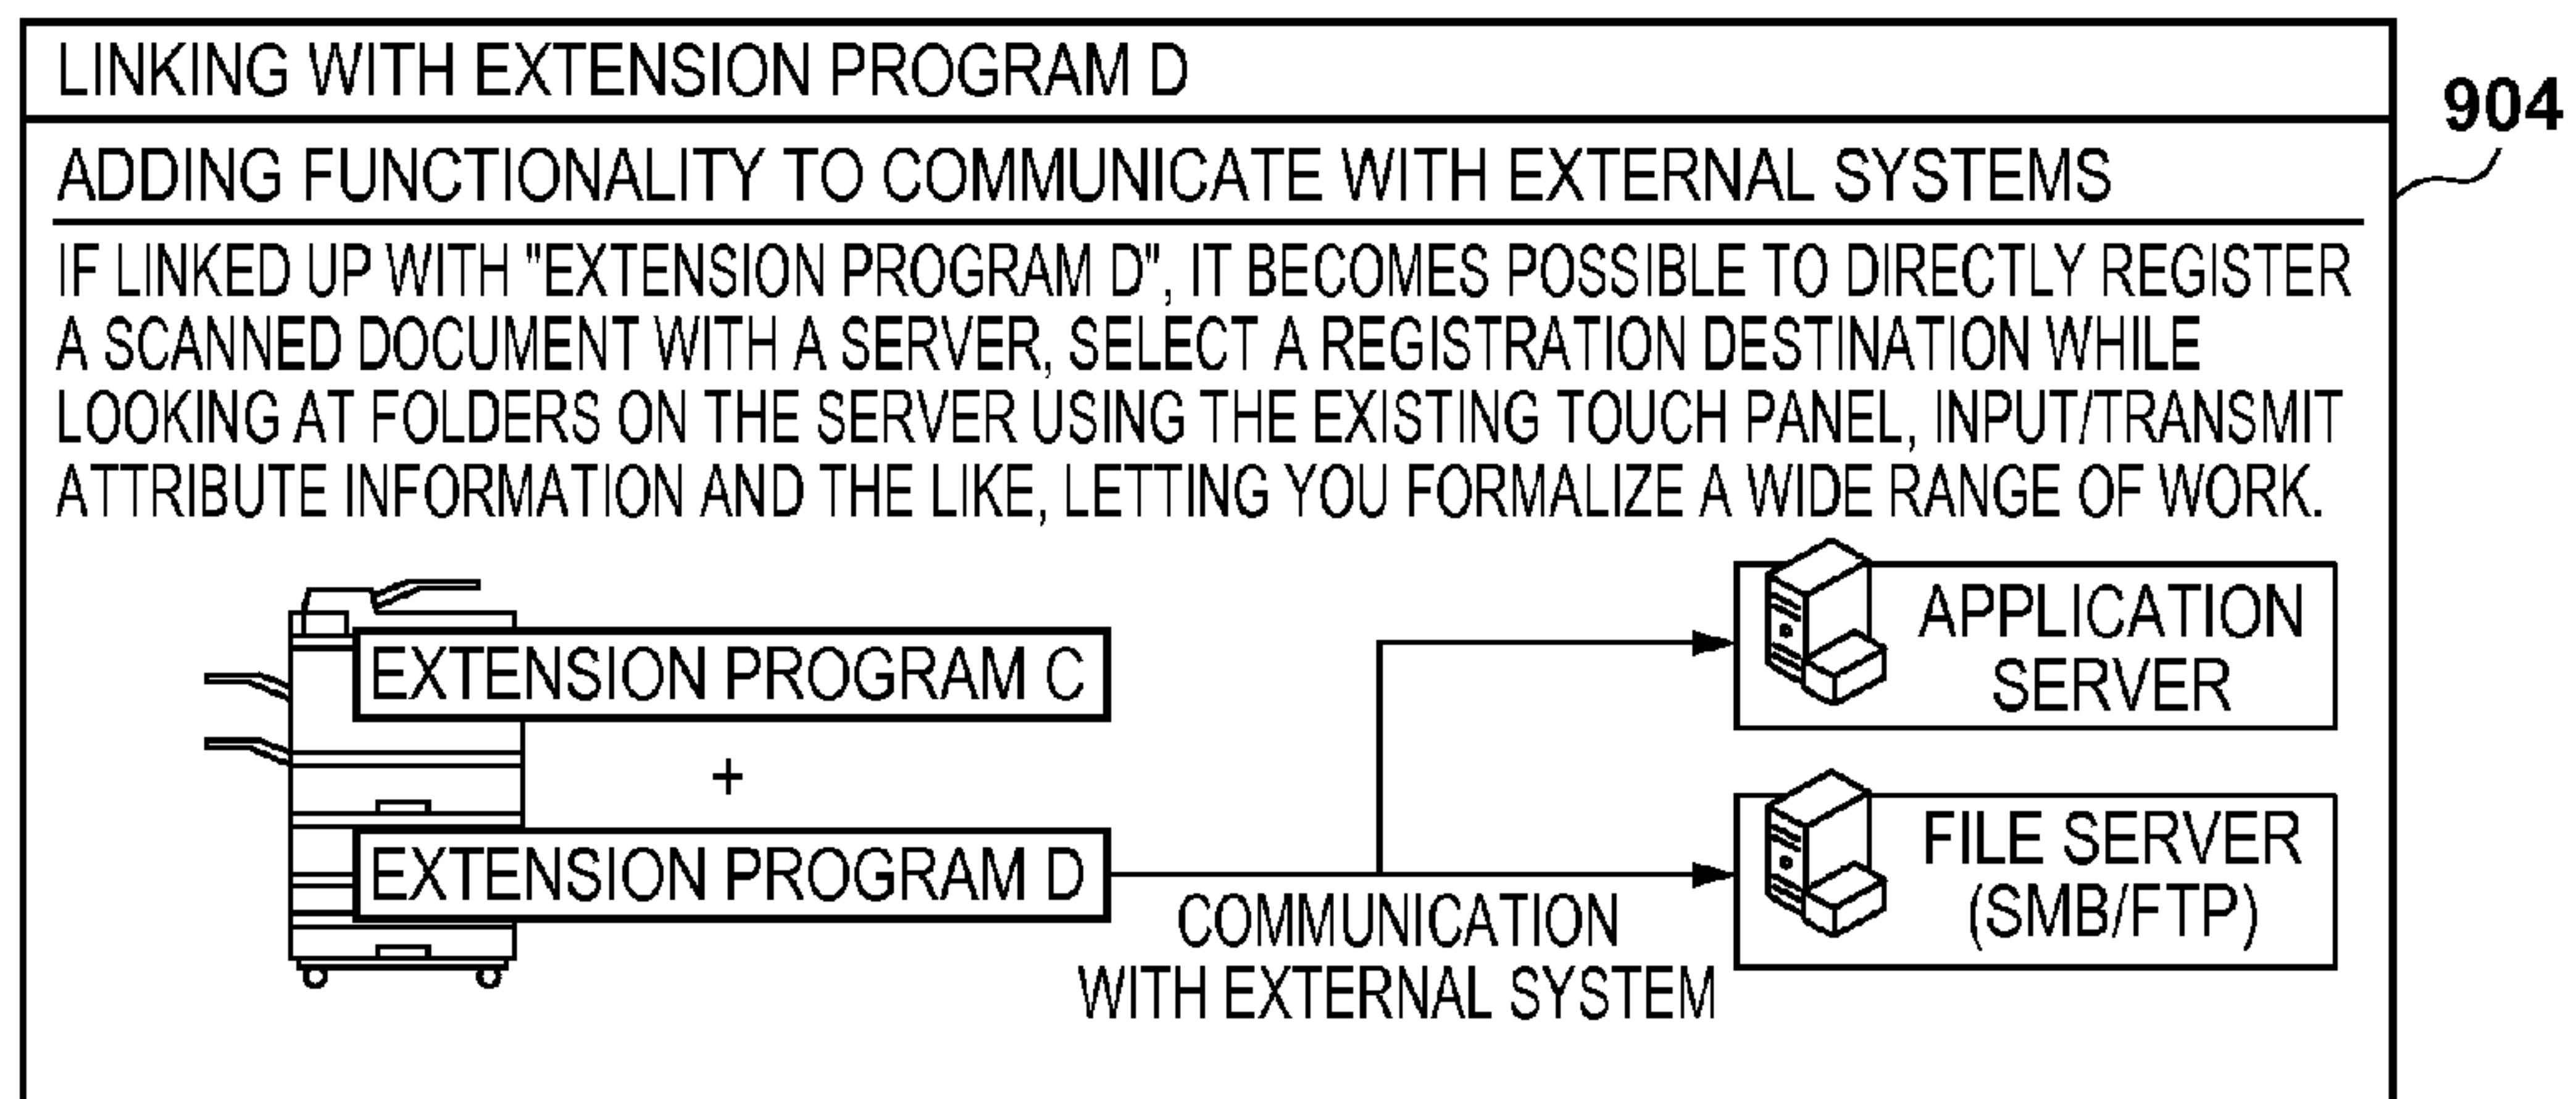 LINKING WITH EXTENSION PROGRAM D
904
ADDING FUNCTIONALITY TO COMMUNICATE WITH EXTERNAL SYSTEMS
IF LINKED UP WITH "EXTENSION PROGRAM D", IT BECOMES POSSIBLE TO DIRECTLY REGISTER
A SCANNED DOCUMENT WITH A SERVER, SELECT A REGISTRATION DESTINATION WHILE
LOOKING AT FOLDERS ON THE SERVER USING THE EXISTING TOUCH PANEL, INPUT/TRANSMIT
ATTRIBUTE INFORMATION AND THE LIKE, LETTING YOU FORMALIZE A WIDE RANGE OF WORK.
EXTENSION PROGRAM C
+
EXTENSION PROGRAM D
COMMUNICATION
WITH EXTERNAL SYSTEM
APPLICATION
SERVER
FILE SERVER
(SMB/FTP)